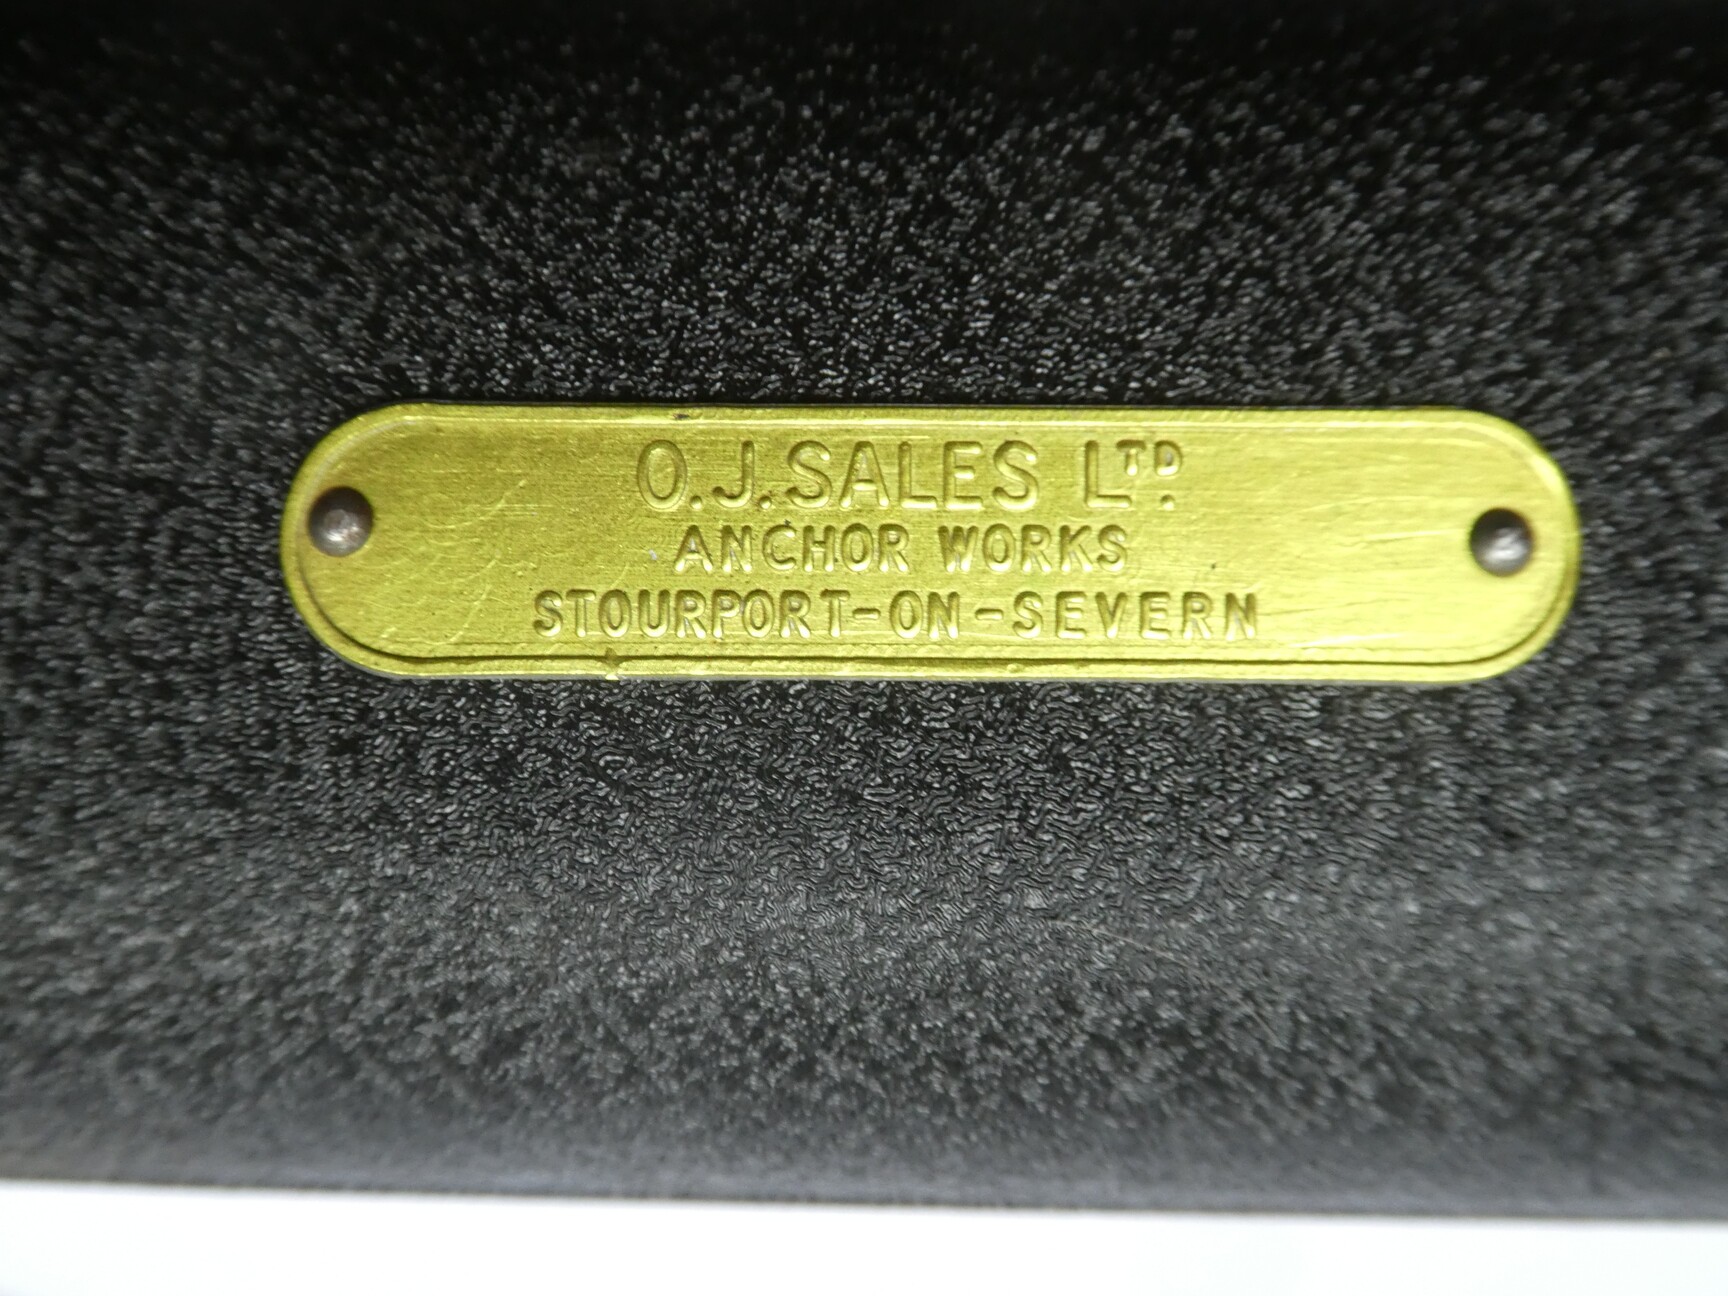 O.J.SALES LTD.
ANCHOR WORKS
STOURPORT-ON-SEVERN